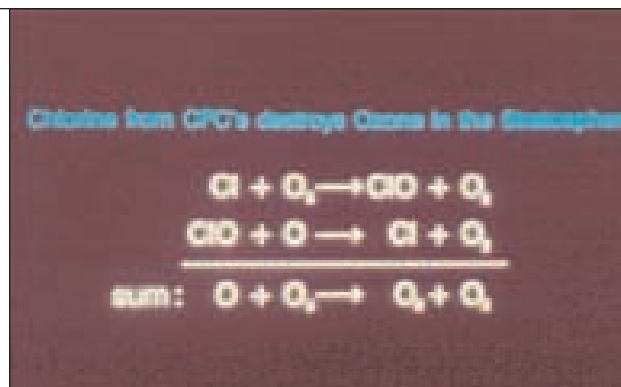 Chlorine from CFC's destroys Ozone in the Stratospher
Cl + O₃ → ClO + O₂
ClO + O → Cl + O₂
sum: O + O₃ → O₂ + O₂